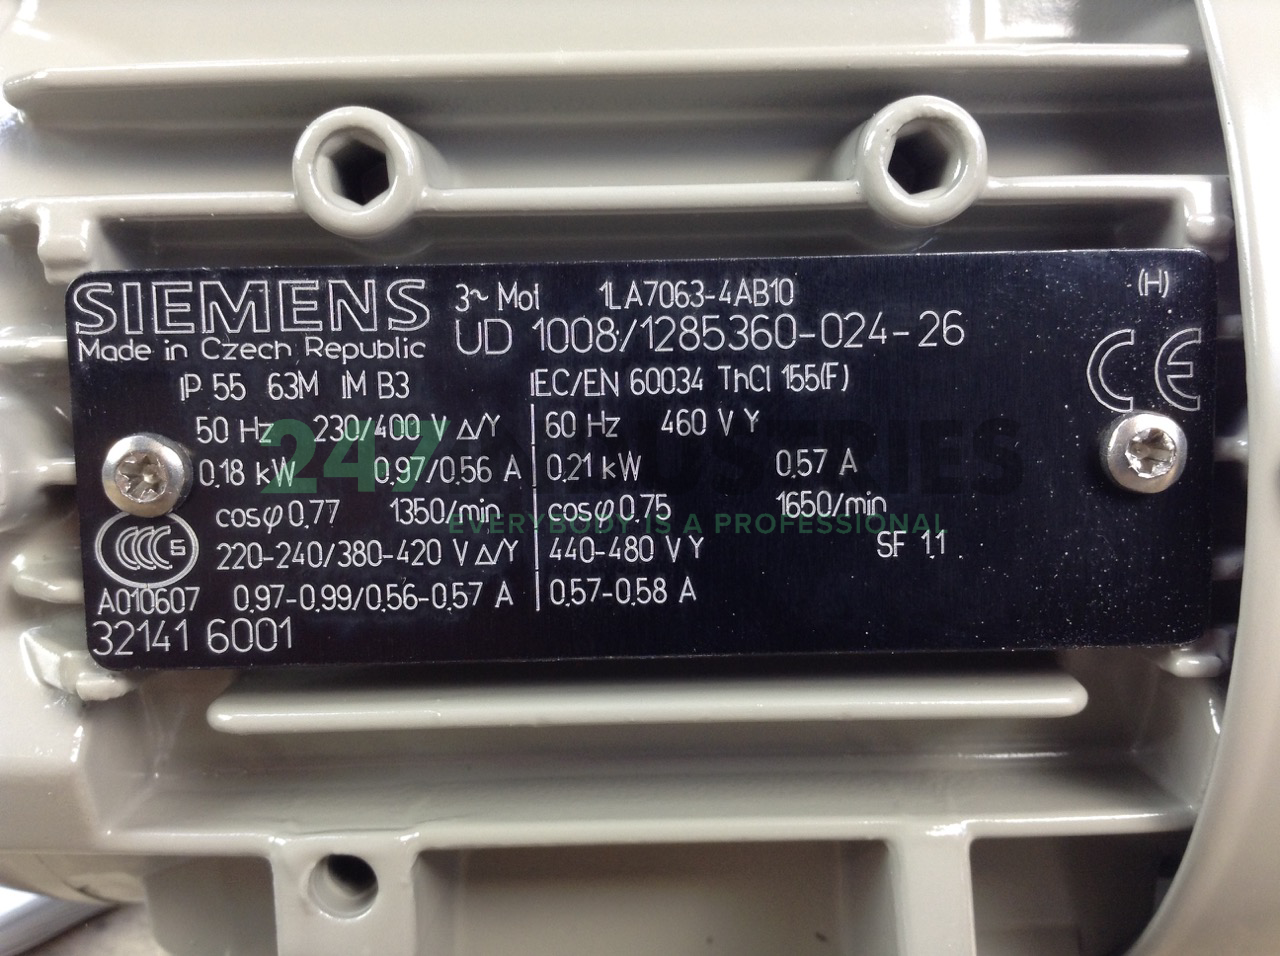 SIEMENS 3~ Mot 1LA7063-4AB10 (H)
Made in Czech Republic UD 1008/1285360-024-26
CE
IP 55 63M IM B3 IEC/EN 60034 ThCl 155(F)
50 Hz 230/400 V Δ/Y 60 Hz 460 V Y
0,18 kW 0,97/0,56 A 0,21 kW 0,57 A
cosφ 0,77 1350/min cosφ 0,75 1650/min
220-240/380-420 V Δ/Y 440-480 V Y SF 1,1
CCC S
A010607 0,97-0,99/0,56-0,57 A 0,57-0,58 A
32141 6001
247 INDUSTRIES
EVERYBODY IS A PROFESSIONAL